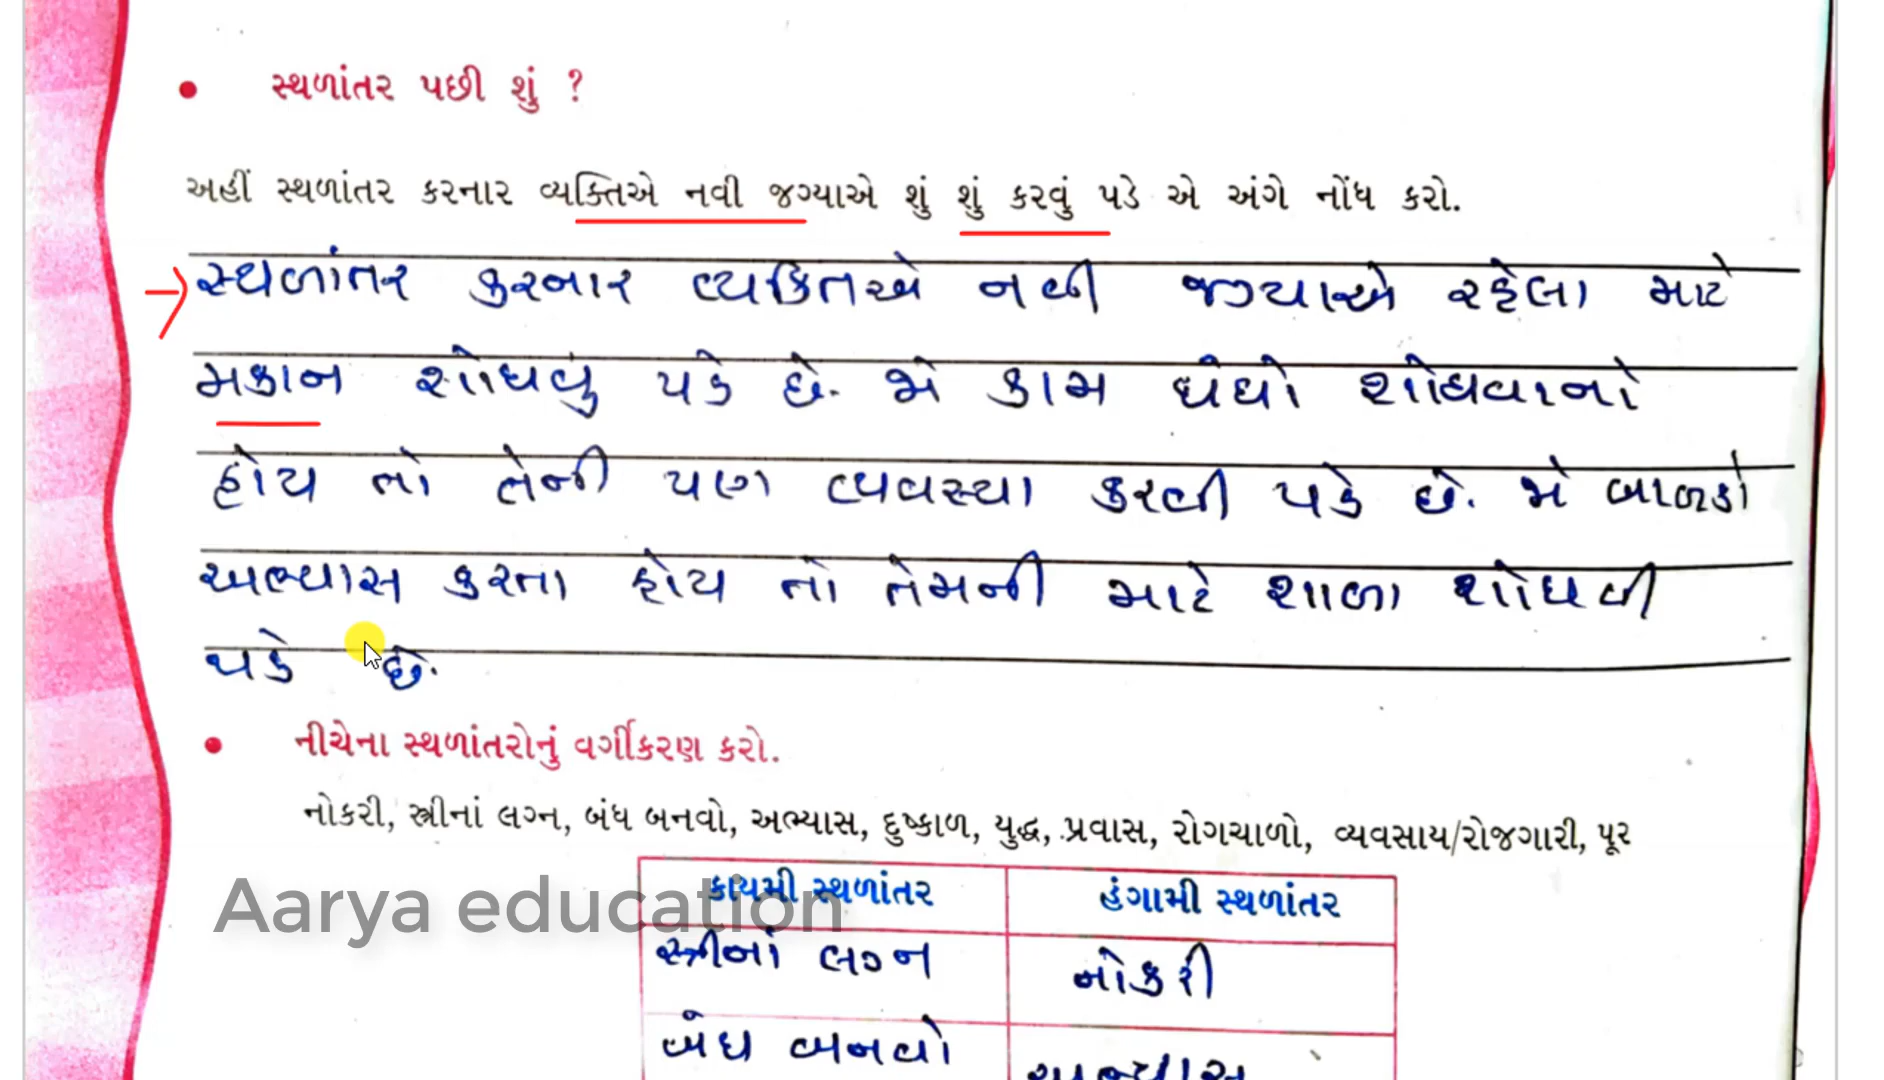 સ્થળાંતર પછી શું ?
અહીં સ્થળાંતર કરનાર વ્યક્તિએ નવી જગ્યાએ શું શું કરવું પડે એ અંગે નોંધ કરો.
સ્થળાંતર કરનાર વ્યકિતએ નવી જગ્યાએ રહેવા માટે
મકાન શોધવું પડે છે. જો કામ ધંધો શોધવાનો
હોય તો તેની પણ વ્યવસ્થા કરવી પડે છે. જો બાળકો
અભ્યાસ કરતા હોય તો તેમની માટે શાળા શોધવી
પડે છે.
નીચેના સ્થળાંતરોનું વર્ગીકરણ કરો.
નોકરી, સ્ત્રીનાં લગ્ન, બંધ બનવો, અભ્યાસ, દુષ્કાળ, યુદ્ધ, પ્રવાસ, રોગચાળો, વ્યવસાય/રોજગારી, પૂર
Aarya education
કાયમી સ્થળાંતર હંગામી સ્થળાંતર
સ્ત્રીનાં લગ્ન નોકરી
બંધ બનવો અભ્યાસ